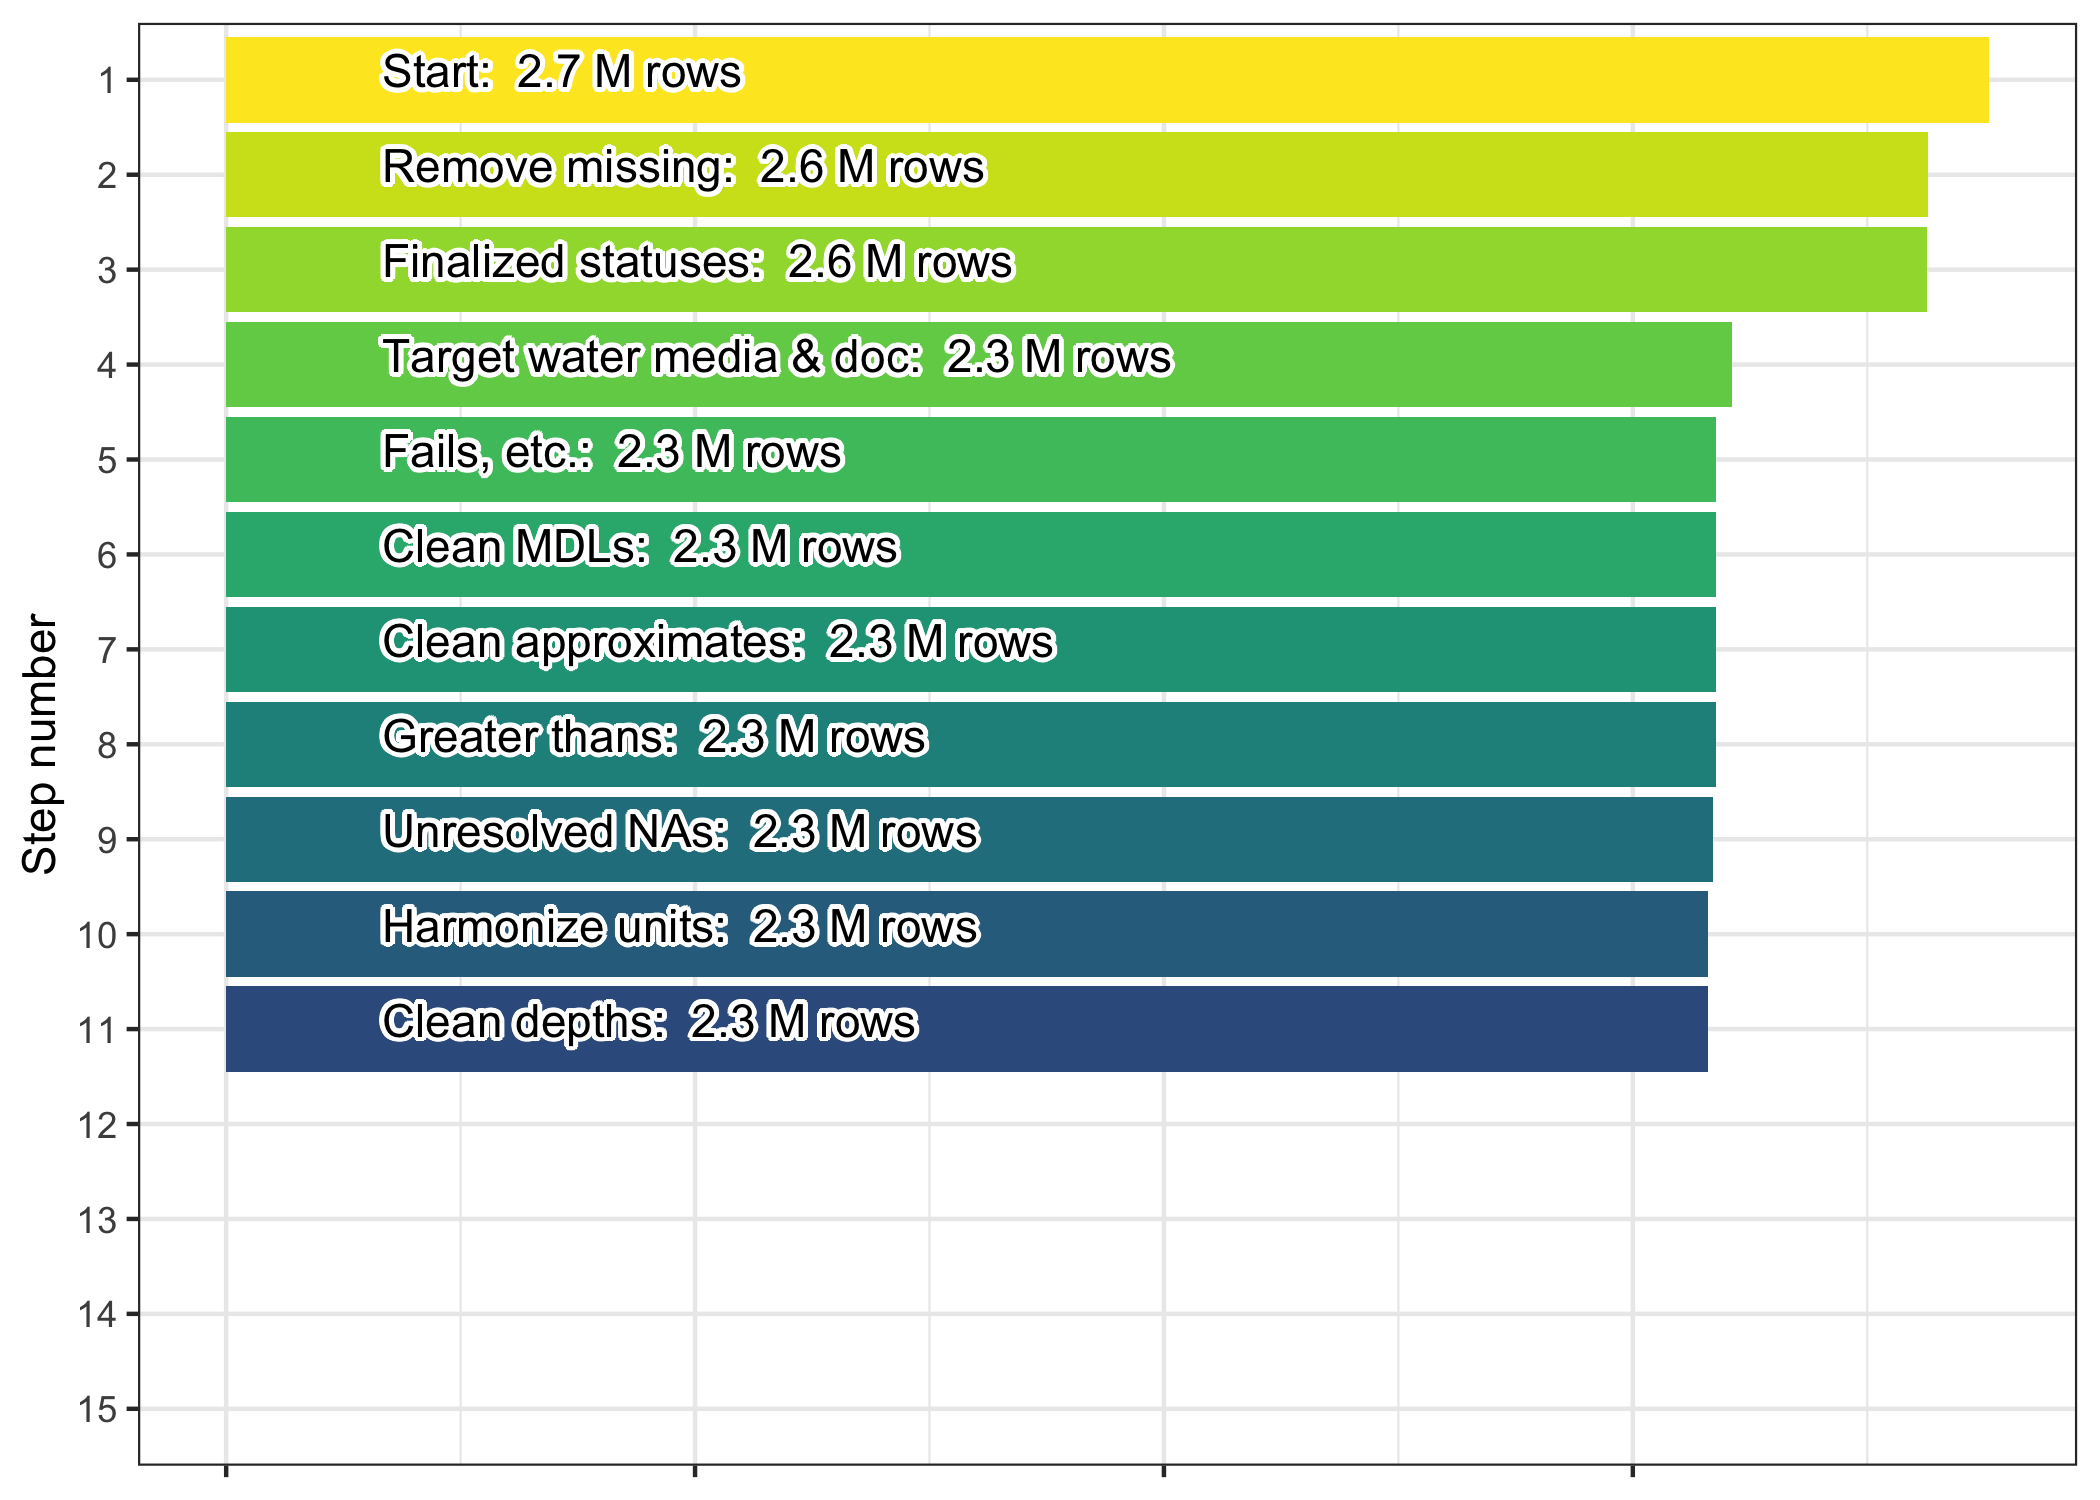 1
Start: 2.7 M rows
2
Remove missing: 2.6 M rows
3
Finalized statuses: 2.6 M rows
4
Target water media & doc: 2.3 M rows
5
Fails, etc.: 2.3 M rows
6
Clean MDLs: 2.3 M rows
7
Clean approximates: 2.3 M rows
8
Greater thans: 2.3 M rows
9
Unresolved NAs: 2.3 M rows
10
Harmonize units: 2.3 M rows
11
Clean depths: 2.3 M rows
12
13
14
15
Step number